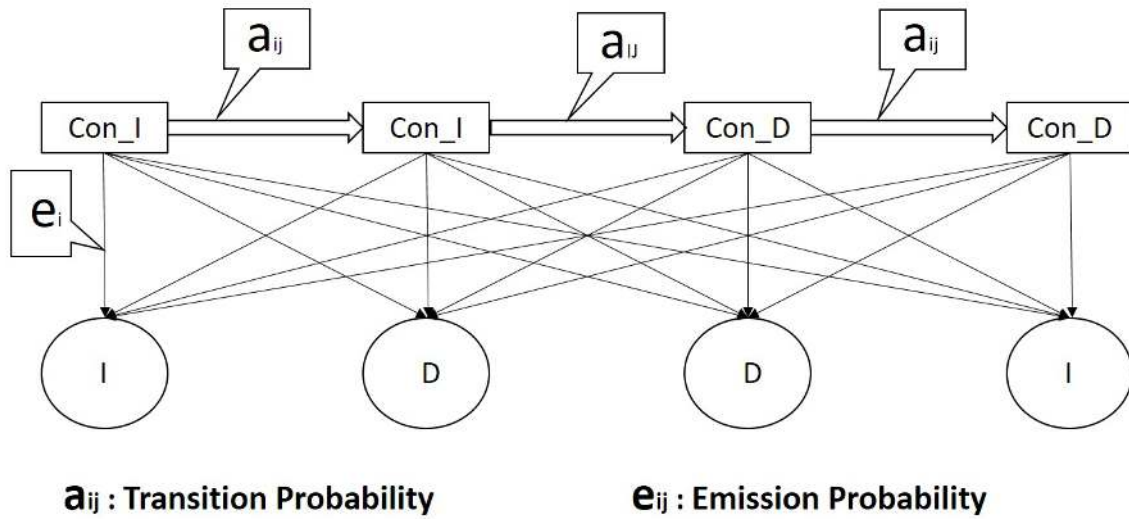 aij aIJ aij
Con_I Con_I Con_D Con_D
ei
I D D I
aij : Transition Probability eij : Emission Probability